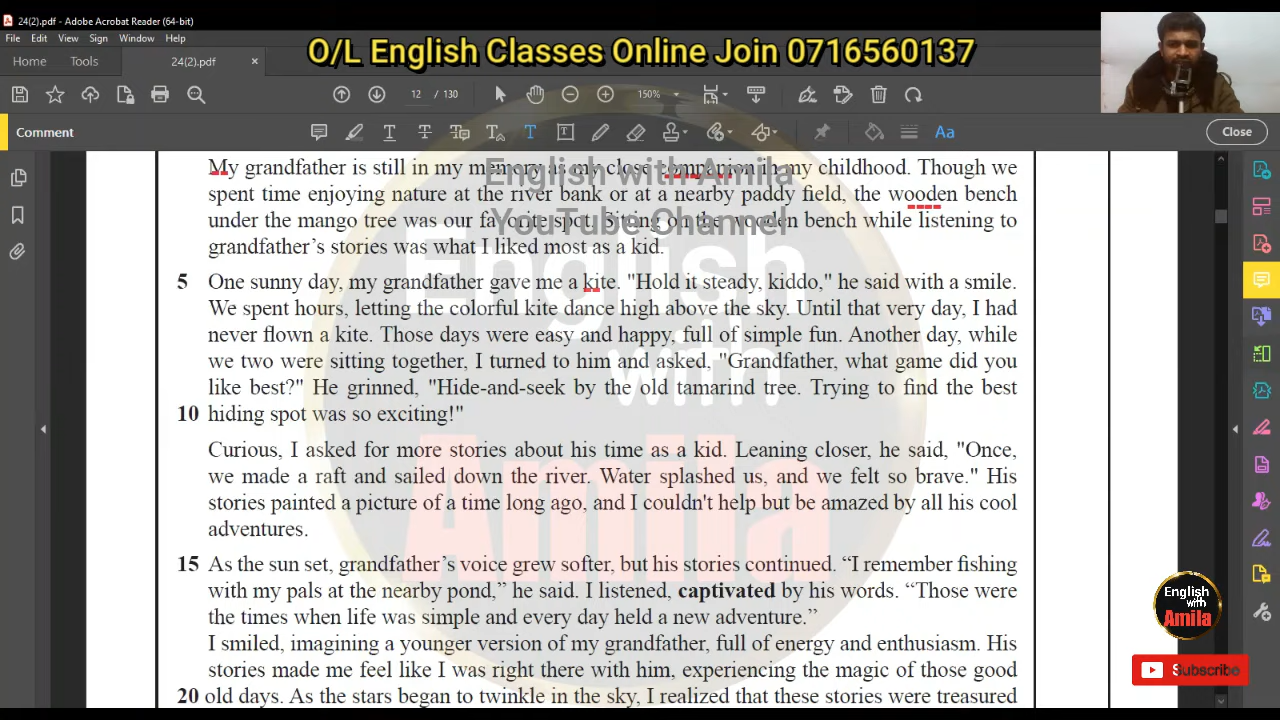 24(2).pdf - Adobe Acrobat Reader (64-bit)
File Edit View Sign Window Help
O/L English Classes Online Join 0716560137
Home Tools 24(2).pdf ×
12 / 130 150%
Comment Close
My grandfather is still in my memory as my close companion in my childhood. Though we
spent time enjoying nature at the river bank or at a nearby paddy field, the wooden bench
under the mango tree was our favorite spot. Sitting on the wooden bench while listening to
grandfather's stories was what I liked most as a kid.
English with Amila
YouTube Channel
5 One sunny day, my grandfather gave me a kite. "Hold it steady, kiddo," he said with a smile.
We spent hours, letting the colorful kite dance high above the sky. Until that very day, I had
never flown a kite. Those days were easy and happy, full of simple fun. Another day, while
we two were sitting together, I turned to him and asked, "Grandfather, what game did you
like best?" He grinned, "Hide-and-seek by the old tamarind tree. Trying to find the best
10 hiding spot was so exciting!"
Curious, I asked for more stories about his time as a kid. Leaning closer, he said, "Once,
we made a raft and sailed down the river. Water splashed us, and we felt so brave." His
stories painted a picture of a time long ago, and I couldn't help but be amazed by all his cool
adventures.
15 As the sun set, grandfather's voice grew softer, but his stories continued. “I remember fishing
with my pals at the nearby pond,” he said. I listened, captivated by his words. “Those were
the times when life was simple and every day held a new adventure.”
I smiled, imagining a younger version of my grandfather, full of energy and enthusiasm. His
stories made me feel like I was right there with him, experiencing the magic of those good
20 old days. As the stars began to twinkle in the sky, I realized that these stories were treasured
English
with
Amila
English
with
Amila
Subscribe